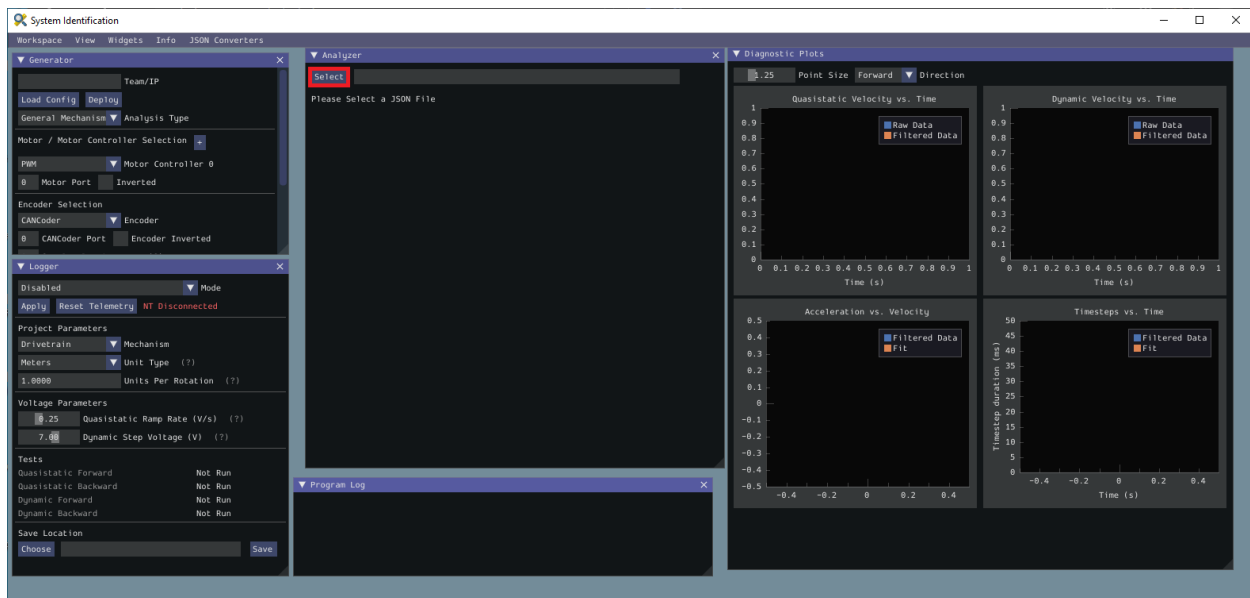 System Identification
Workspace View Widgets Info JSON Converters
Generator
Team/IP
Load Config Deploy
General Mechanism Analysis Type
Motor / Motor Controller Selection +
PWM Motor Controller 0
0 Motor Port Inverted
Encoder Selection
CANCoder Encoder
0 CANCoder Port Encoder Inverted
Logger
Disabled Mode
Apply Reset Telemetry NT Disconnected
Project Parameters
Drivetrain Mechanism
Meters Unit Type (?)
1.0000 Units Per Rotation (?)
Voltage Parameters
0.25 Quasistatic Ramp Rate (V/s) (?)
7.00 Dynamic Step Voltage (V) (?)
Tests
Quasistatic Forward Not Run
Quasistatic Backward Not Run
Dynamic Forward Not Run
Dynamic Backward Not Run
Save Location
Choose Save
Analyzer
Select
Please Select a JSON File
Program Log
Diagnostic Plots
1.25 Point Size Forward Direction
Quasistatic Velocity vs. Time
Raw Data
Filtered Data
1
0.9
0.8
0.7
0.6
0.5
0.4
0.3
0.2
0.1
0
0 0.1 0.2 0.3 0.4 0.5 0.6 0.7 0.8 0.9 1
Time (s)
Dynamic Velocity vs. Time
Raw Data
Filtered Data
1
0.9
0.8
0.7
0.6
0.5
0.4
0.3
0.2
0.1
0
0 0.1 0.2 0.3 0.4 0.5 0.6 0.7 0.8 0.9 1
Time (s)
Acceleration vs. Velocity
Filtered Data
Fit
0.5
0.4
0.3
0.2
0.1
0
-0.1
-0.2
-0.3
-0.4
-0.5
-0.4 -0.2 0 0.2 0.4
Timesteps vs. Time
Filtered Data
Fit
Timestep duration (ms)
50
45
40
35
30
25
20
15
10
5
0
-0.4 -0.2 0 0.2 0.4
Time (s)